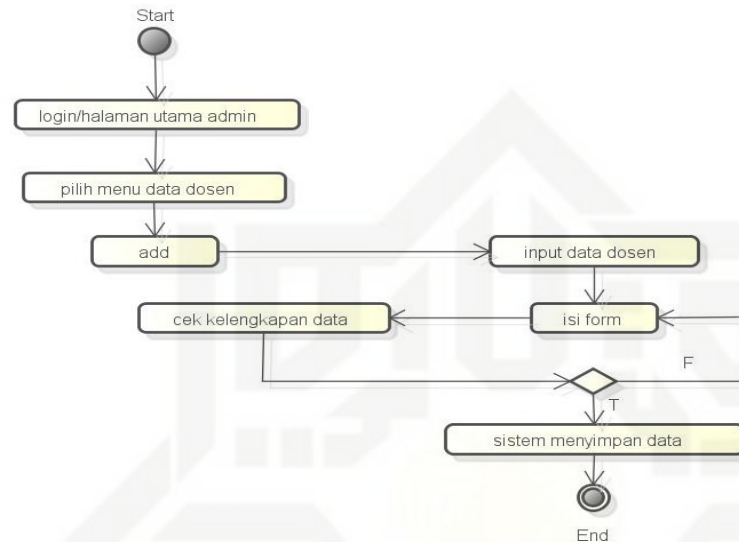 Start
login/halaman utama admin
pilih menu data dosen
add
input data dosen
cek kelengkapan data
isi form
F
T
sistem menyimpan data
End